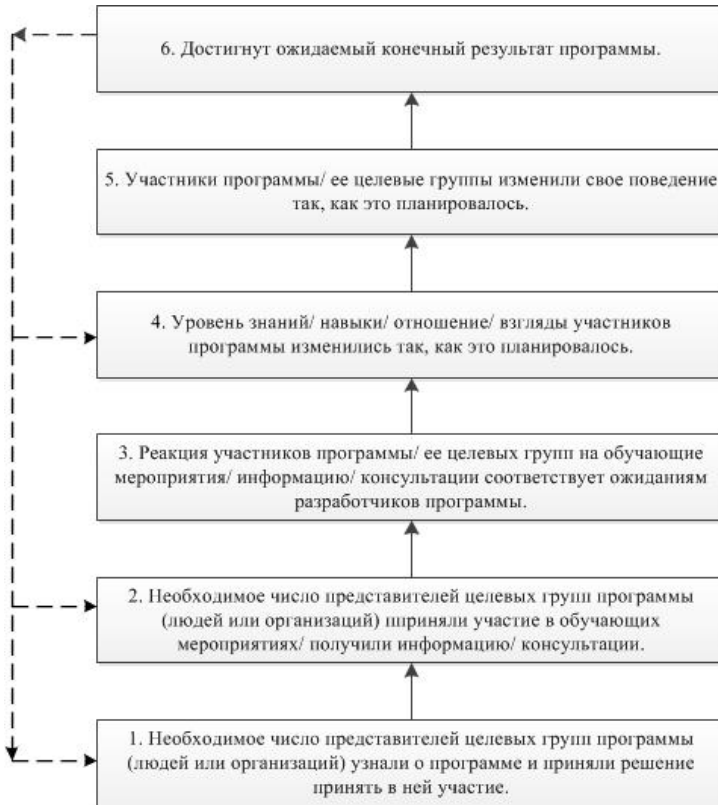 6. Достигнут ожидаемый конечный результат программы.
5. Участники программы/ ее целевые группы изменили свое поведение
так, как это планировалось.
4. Уровень знаний/ навыки/ отношение/ взгляды участников
программы изменились так, как это планировалось.
3. Реакция участников программы/ ее целевых групп на обучающие
мероприятия/ информацию/ консультации соответствует ожиданиям
разработчиков программы.
2. Необходимое число представителей целевых групп программы
(людей или организаций) пприняли участие в обучающих
мероприятиях/ получили информацию/ консультации.
1. Необходимое число представителей целевых групп программы
(людей или организаций) узнали о программе и приняли решение
принять в ней участие.